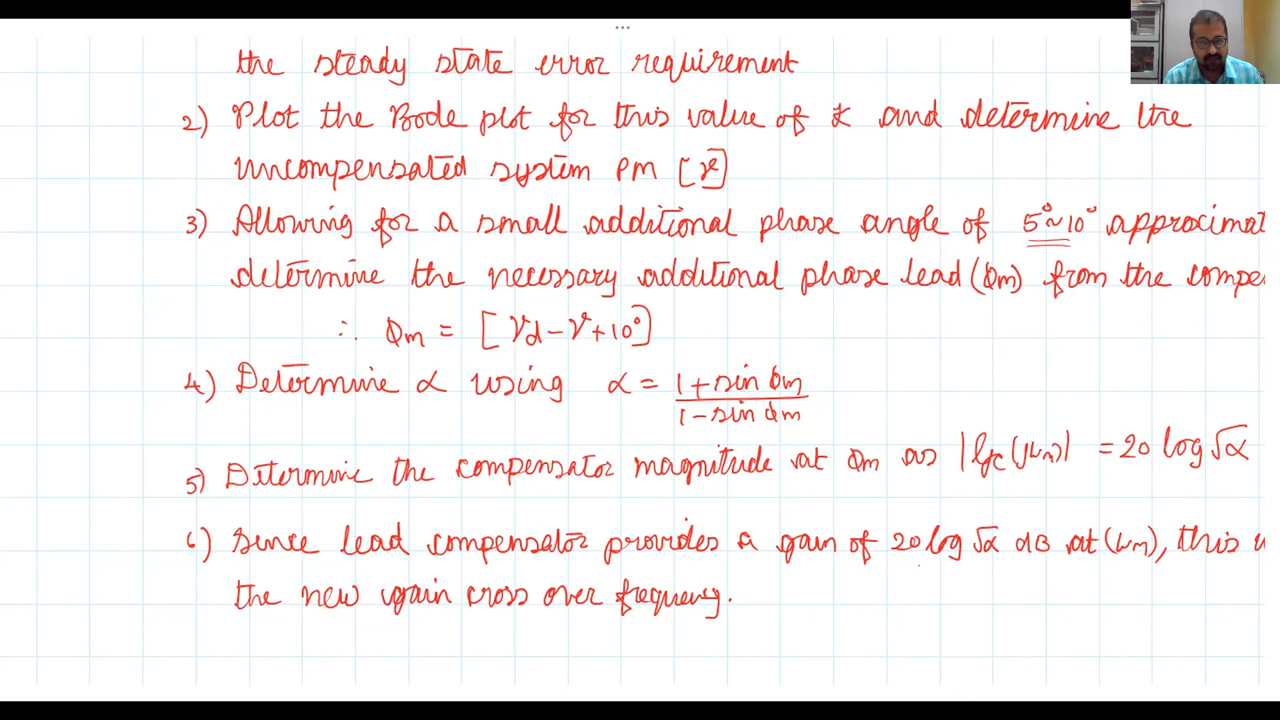 the steady state error requirement
2) Plot the Bode plot for this value of K and determine the
uncompensated system PM [γ]
3) Allowing for a small additional phase angle of 5°~10° approximat
determine the necessary additional phase lead (Φm) from the compe
∴ Φm = [γd - γ + 10°]
4) Determine α using α = (1 + sin Φm)/(1 - sin Φm)
5) Determine the compensator magnitude at Φm as |Gc(jωm)| = 20 log √α
6) Since lead compensator provides a gain of 20 log √α dB at (ωm), this
the new gain cross over frequency.